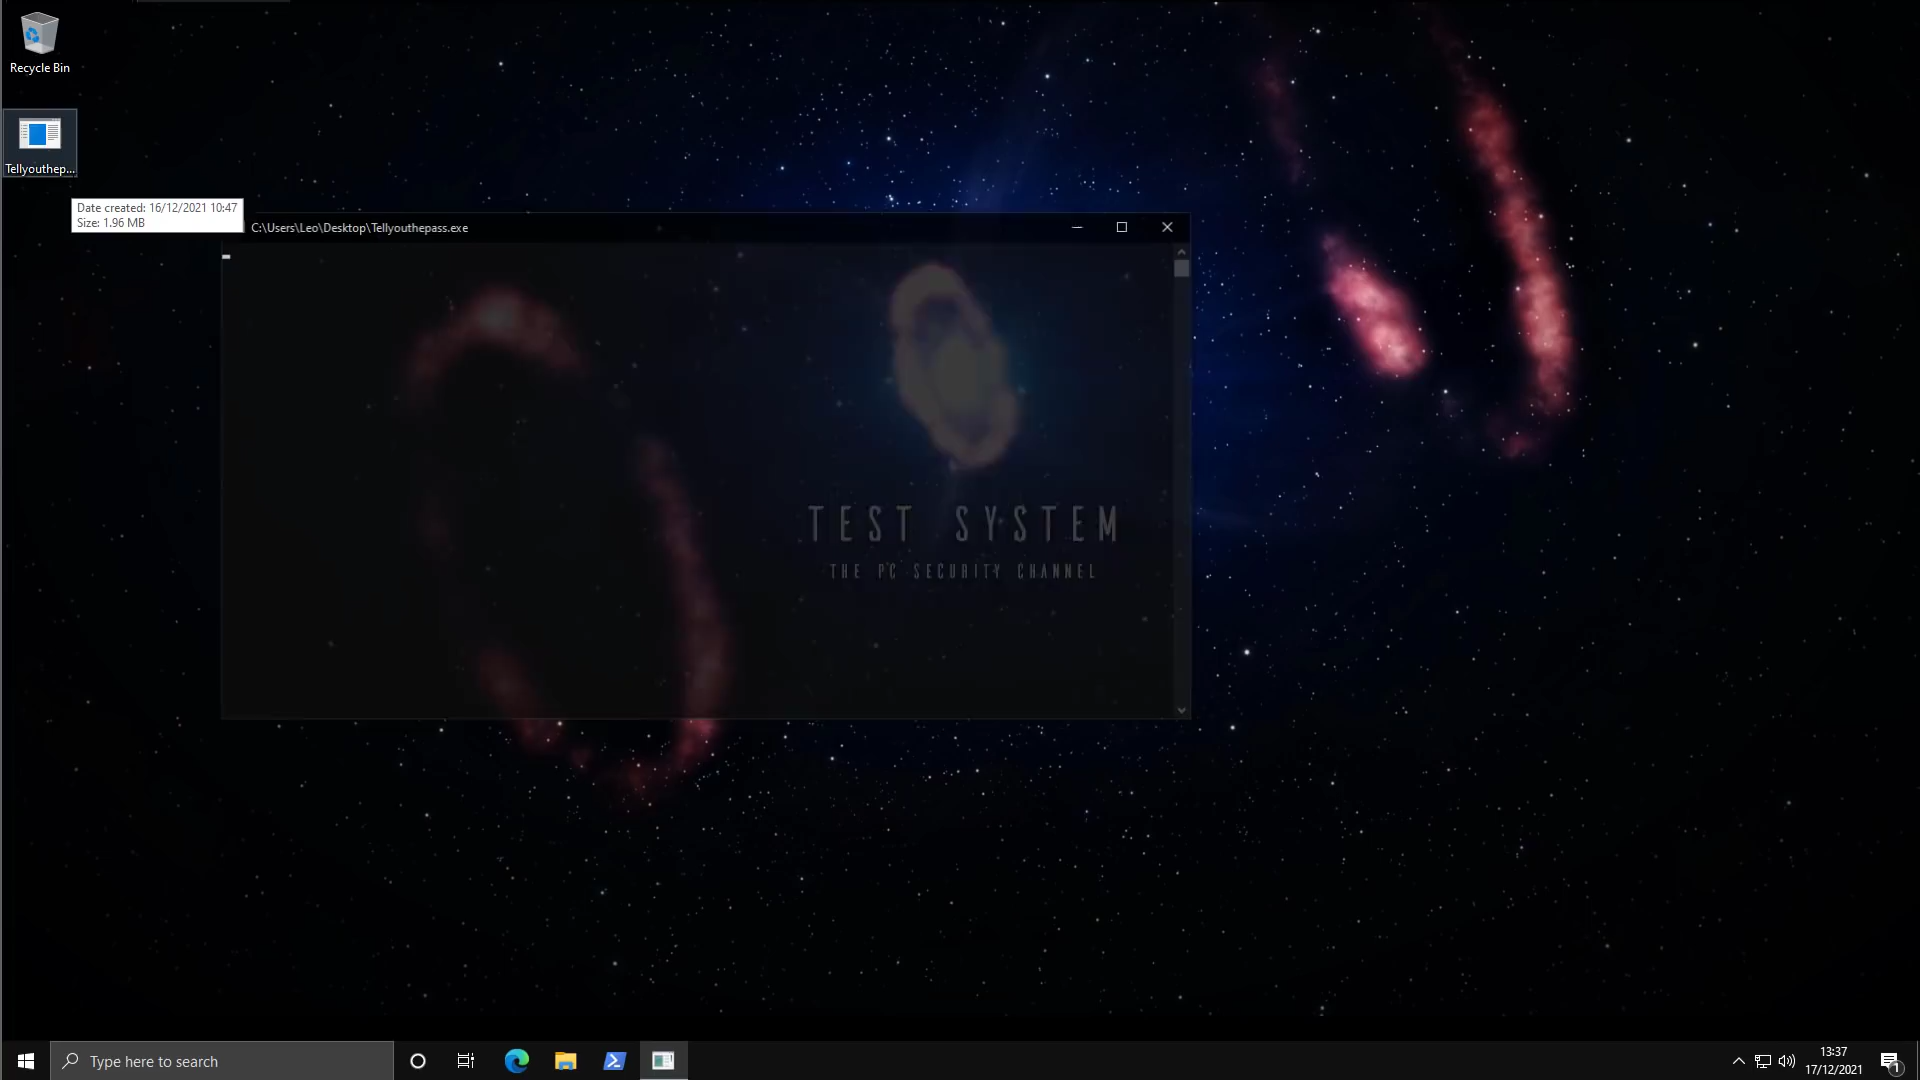 Recycle Bin
Tellyouthep...
Date created: 16/12/2021 10:47
Size: 1.96 MB
C:\Users\Leo\Desktop\Tellyouthepass.exe
TEST SYSTEM
THE PC SECURITY CHANNEL
Type here to search
13:37
17/12/2021
1